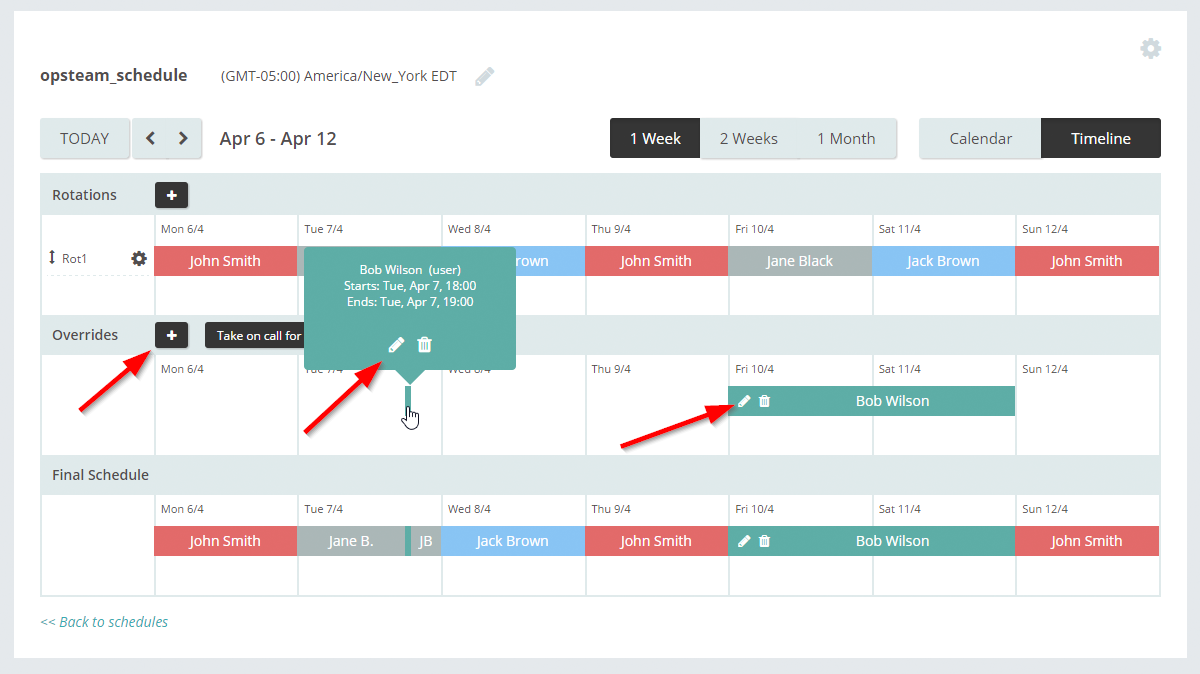 opsteam_schedule (GMT-05:00) America/New_York EDT
TODAY Apr 6 - Apr 12 1 Week 2 Weeks 1 Month Calendar Timeline
Rotations
Mon 6/4 Tue 7/4 Wed 8/4 Thu 9/4 Fri 10/4 Sat 11/4 Sun 12/4
Rot1 John Smith rown John Smith Jane Black Jack Brown John Smith
Bob Wilson (user)
Starts: Tue, Apr 7, 18:00
Ends: Tue, Apr 7, 19:00
Overrides Take on call for
Mon 6/4 Tue 7/4 Wed 8/4 Thu 9/4 Fri 10/4 Sat 11/4 Sun 12/4
Bob Wilson
Final Schedule
Mon 6/4 Tue 7/4 Wed 8/4 Thu 9/4 Fri 10/4 Sat 11/4 Sun 12/4
John Smith Jane B. JB Jack Brown John Smith Bob Wilson John Smith
<< Back to schedules